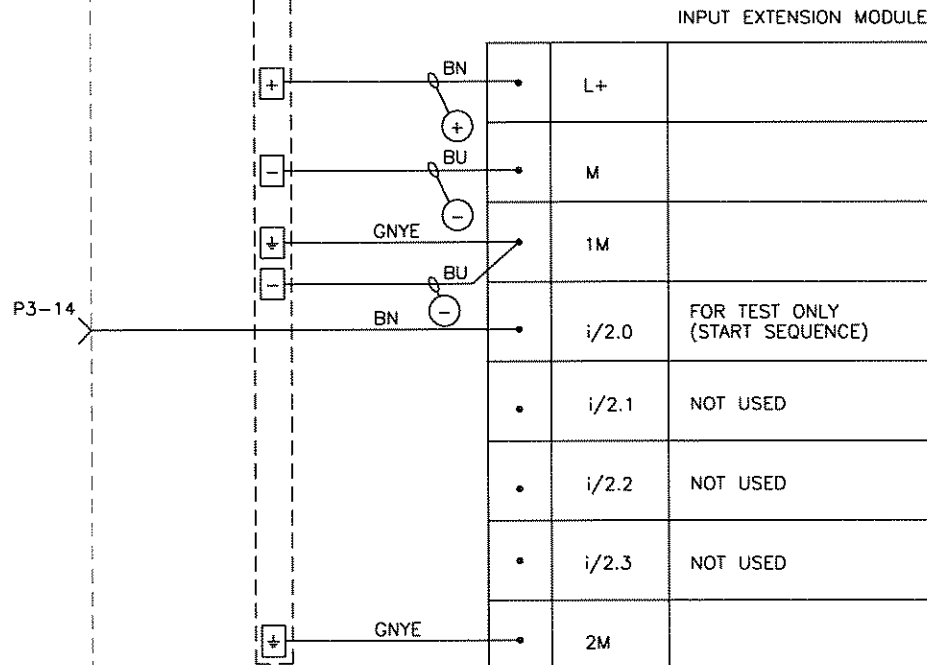 INPUT EXTENSION MODULE
+ BN L+
+
- BU M
-
GNYE 1M
- BU
-
P3-14 BN i/2.0 FOR TEST ONLY
(START SEQUENCE)
i/2.1 NOT USED
i/2.2 NOT USED
i/2.3 NOT USED
GNYE 2M